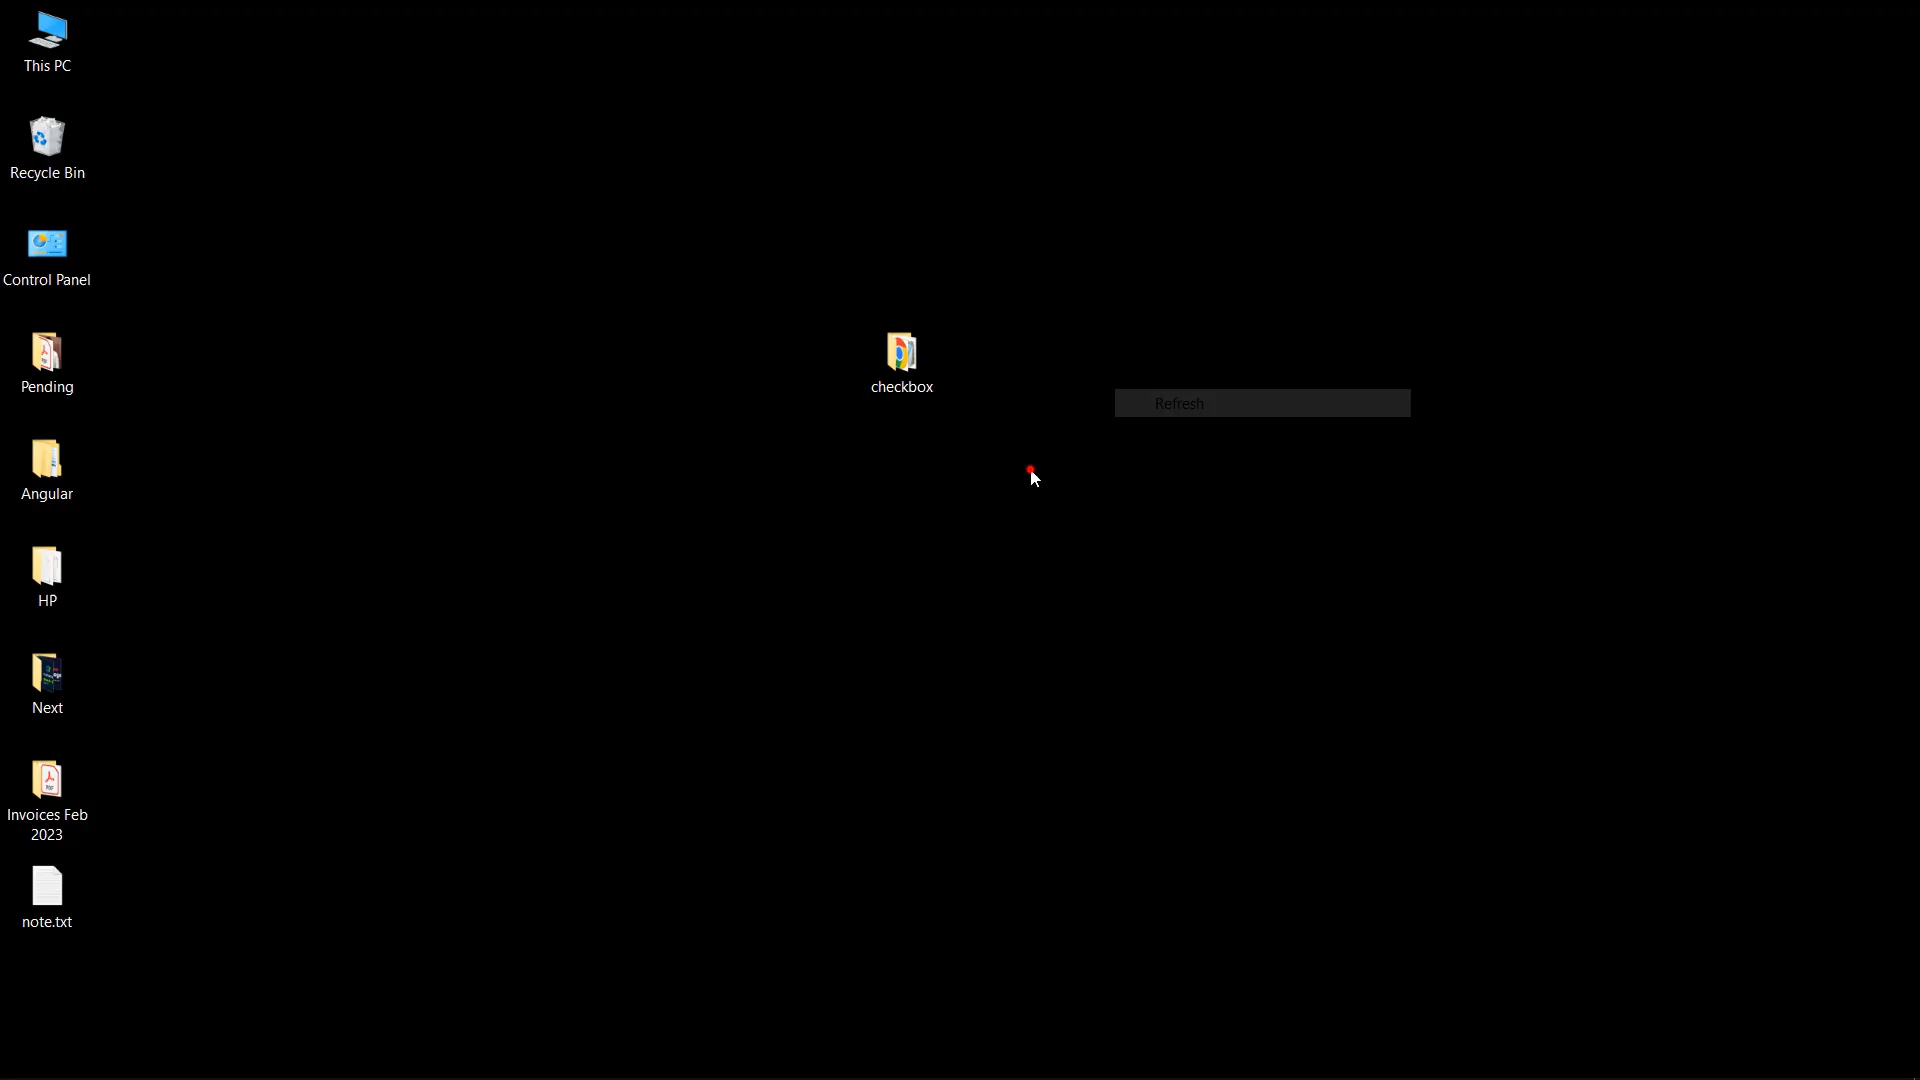 This PC
Recycle Bin
Control Panel
Pending
checkbox
Refresh
Angular
HP
Next
Invoices Feb
2023
note.txt